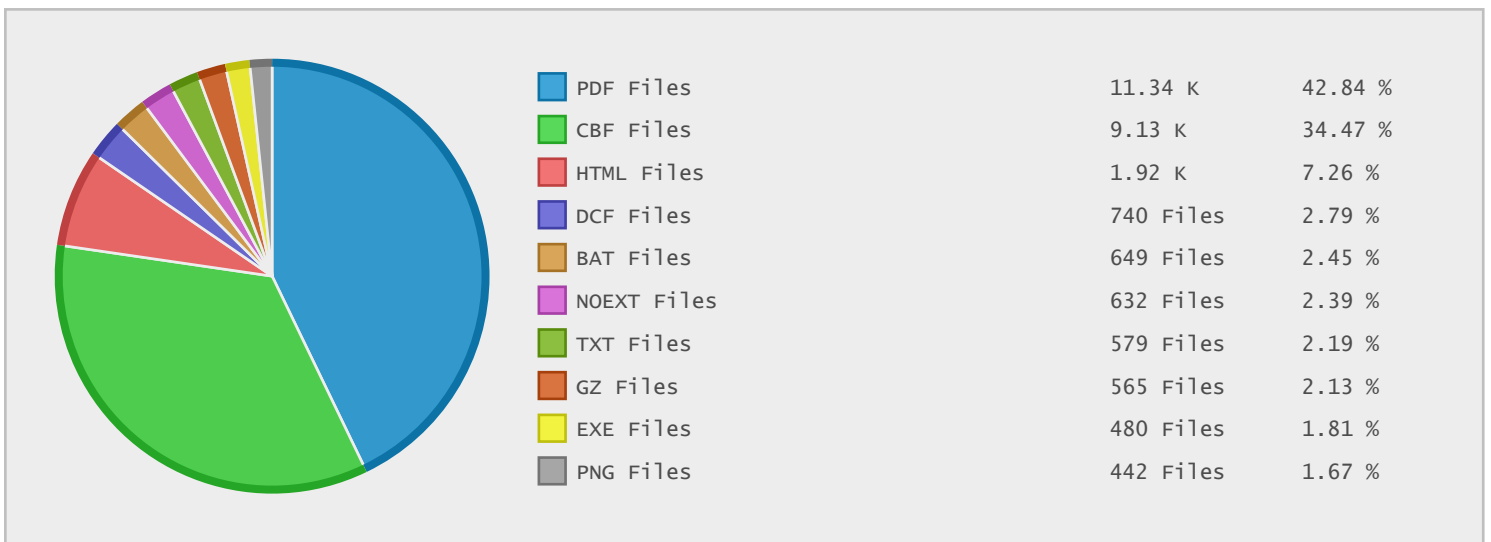 PDF Files 11.34 K 42.84 %
CBF Files 9.13 K 34.47 %
HTML Files 1.92 K 7.26 %
DCF Files 740 Files 2.79 %
BAT Files 649 Files 2.45 %
NOEXT Files 632 Files 2.39 %
TXT Files 579 Files 2.19 %
GZ Files 565 Files 2.13 %
EXE Files 480 Files 1.81 %
PNG Files 442 Files 1.67 %